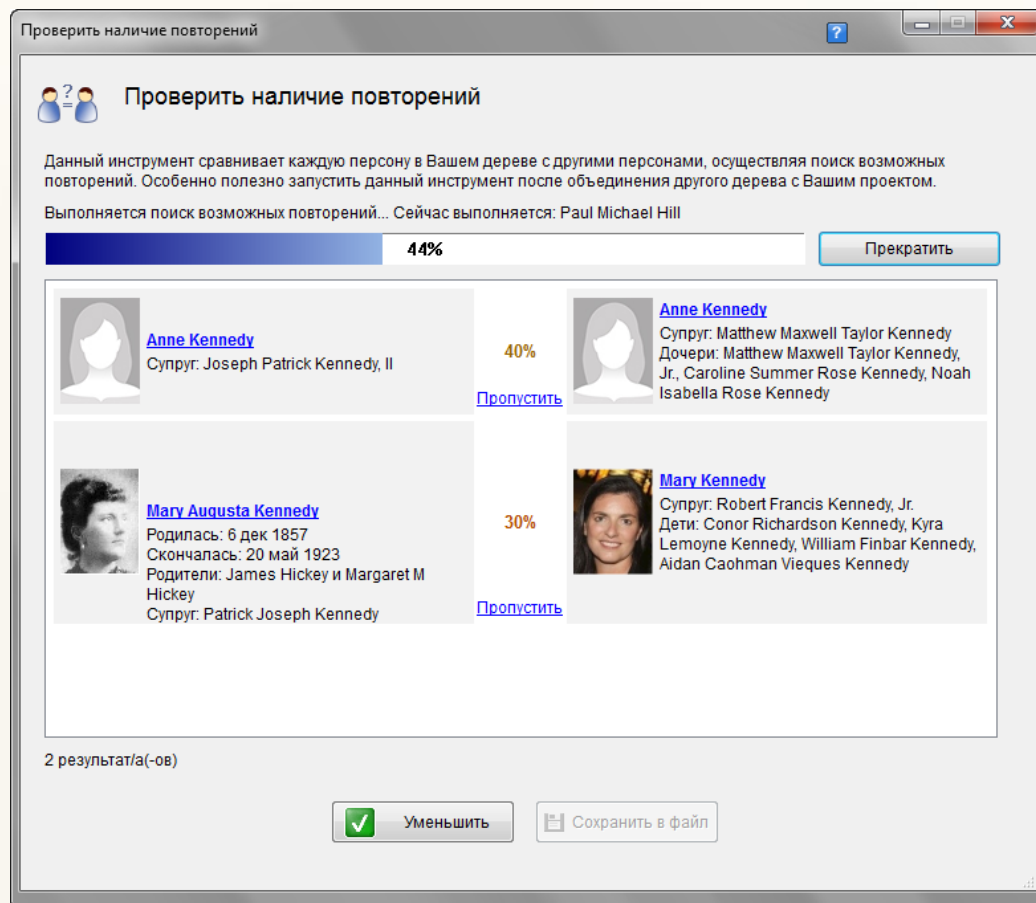 Проверить наличие повторений
?
Проверить наличие повторений
Данный инструмент сравнивает каждую персону в Вашем дереве с другими персонами, осуществляя поиск возможных
повторений. Особенно полезно запустить данный инструмент после объединения другого дерева с Вашим проектом.
Выполняется поиск возможных повторений... Сейчас выполняется: Paul Michael Hill
44%
Прекратить
Anne Kennedy
Супруг: Joseph Patrick Kennedy, II
40%
Пропустить
Anne Kennedy
Супруг: Matthew Maxwell Taylor Kennedy
Дочери: Matthew Maxwell Taylor Kennedy,
Jr., Caroline Summer Rose Kennedy, Noah
Isabella Rose Kennedy
Mary Augusta Kennedy
Родилась: 6 дек 1857
Скончалась: 20 май 1923
Родители: James Hickey и Margaret M
Hickey
Супруг: Patrick Joseph Kennedy
30%
Пропустить
Mary Kennedy
Супруг: Robert Francis Kennedy, Jr.
Дети: Conor Richardson Kennedy, Kyra
Lemoyne Kennedy, William Finbar Kennedy,
Aidan Caohman Vieques Kennedy
2 результат/а(-ов)
Уменьшить
Сохранить в файл